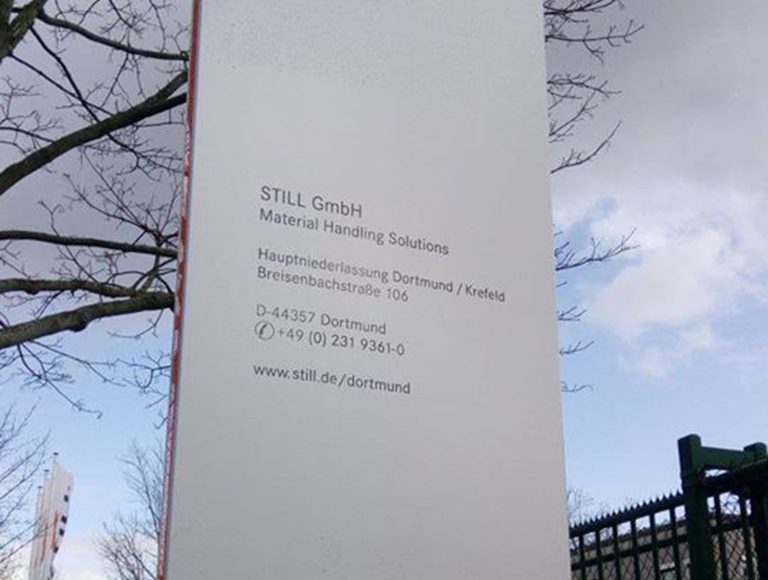 STILL GmbH
Material Handling Solutions
Hauptniederlassung Dortmund / Krefeld
Breisenbachstraße 106
D-44357 Dortmund
✆ +49 (0) 231 9361-0
www.still.de/dortmund